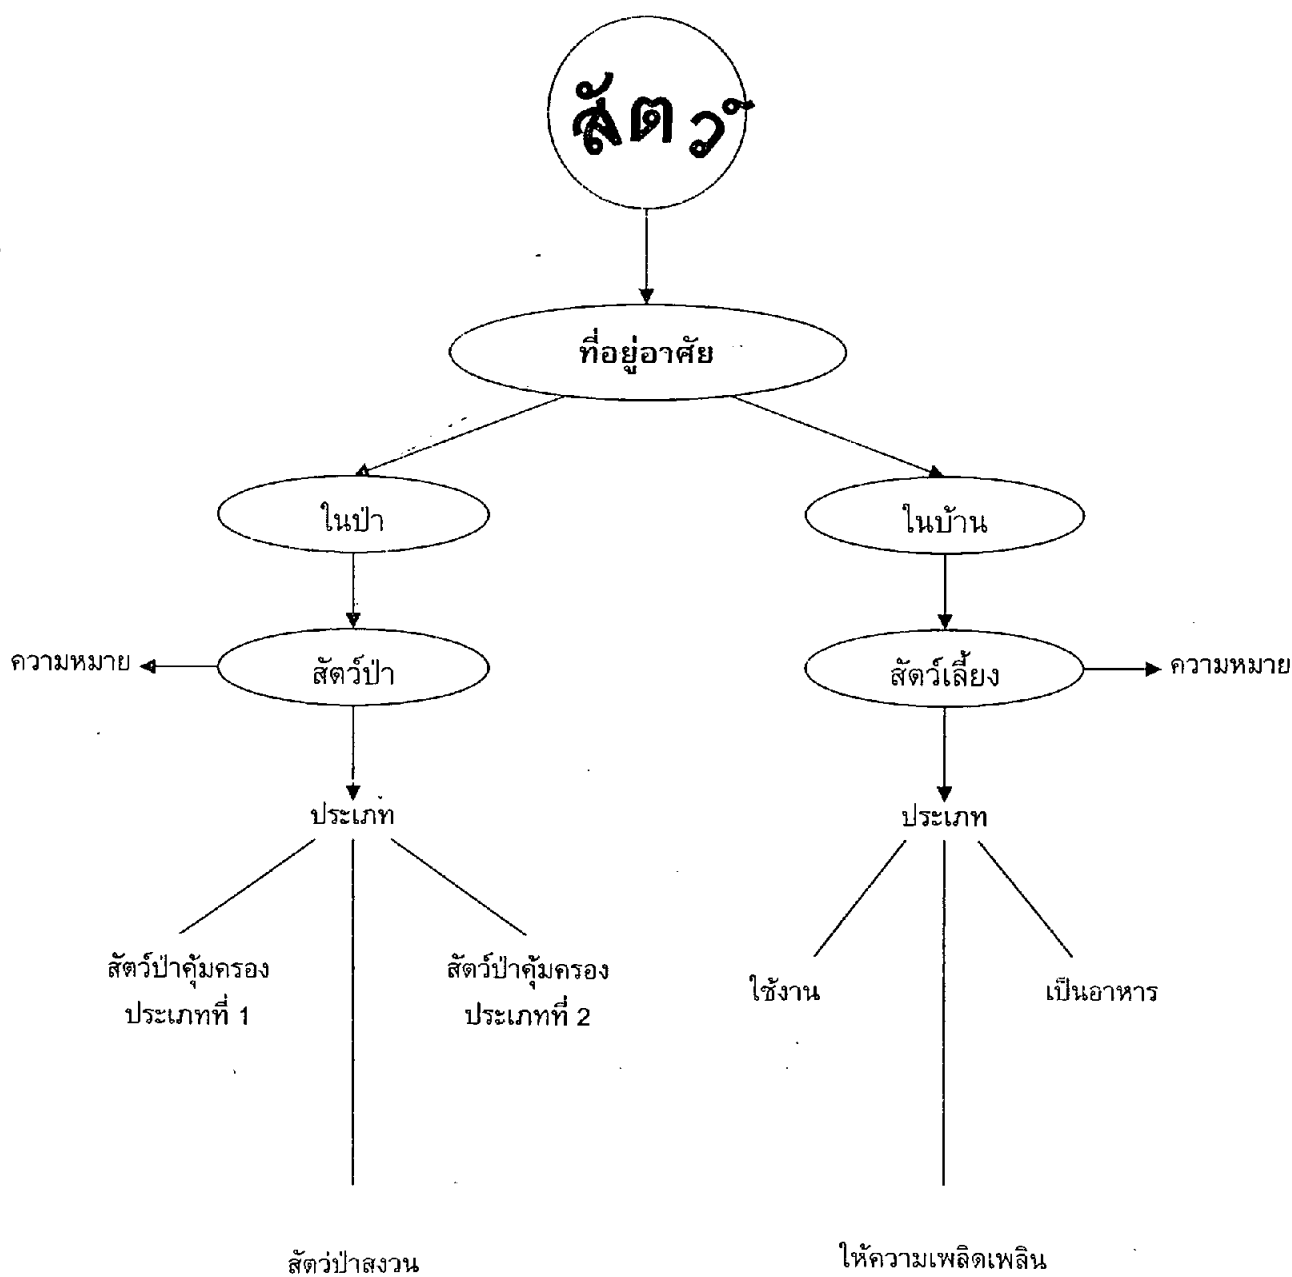 สัตว์
ที่อยู่อาศัย
ในป่า
ในบ้าน
ความหมาย
สัตว์ป่า
สัตว์เลี้ยง
ความหมาย
ประเภท
ประเภท
สัตว์ป่าคุ้มครอง
ประเภทที่ 1
สัตว์ป่าคุ้มครอง
ประเภทที่ 2
ใช้งาน
เป็นอาหาร
สัตว่ป่าสงวน
ให้ความเพลิดเพลิน